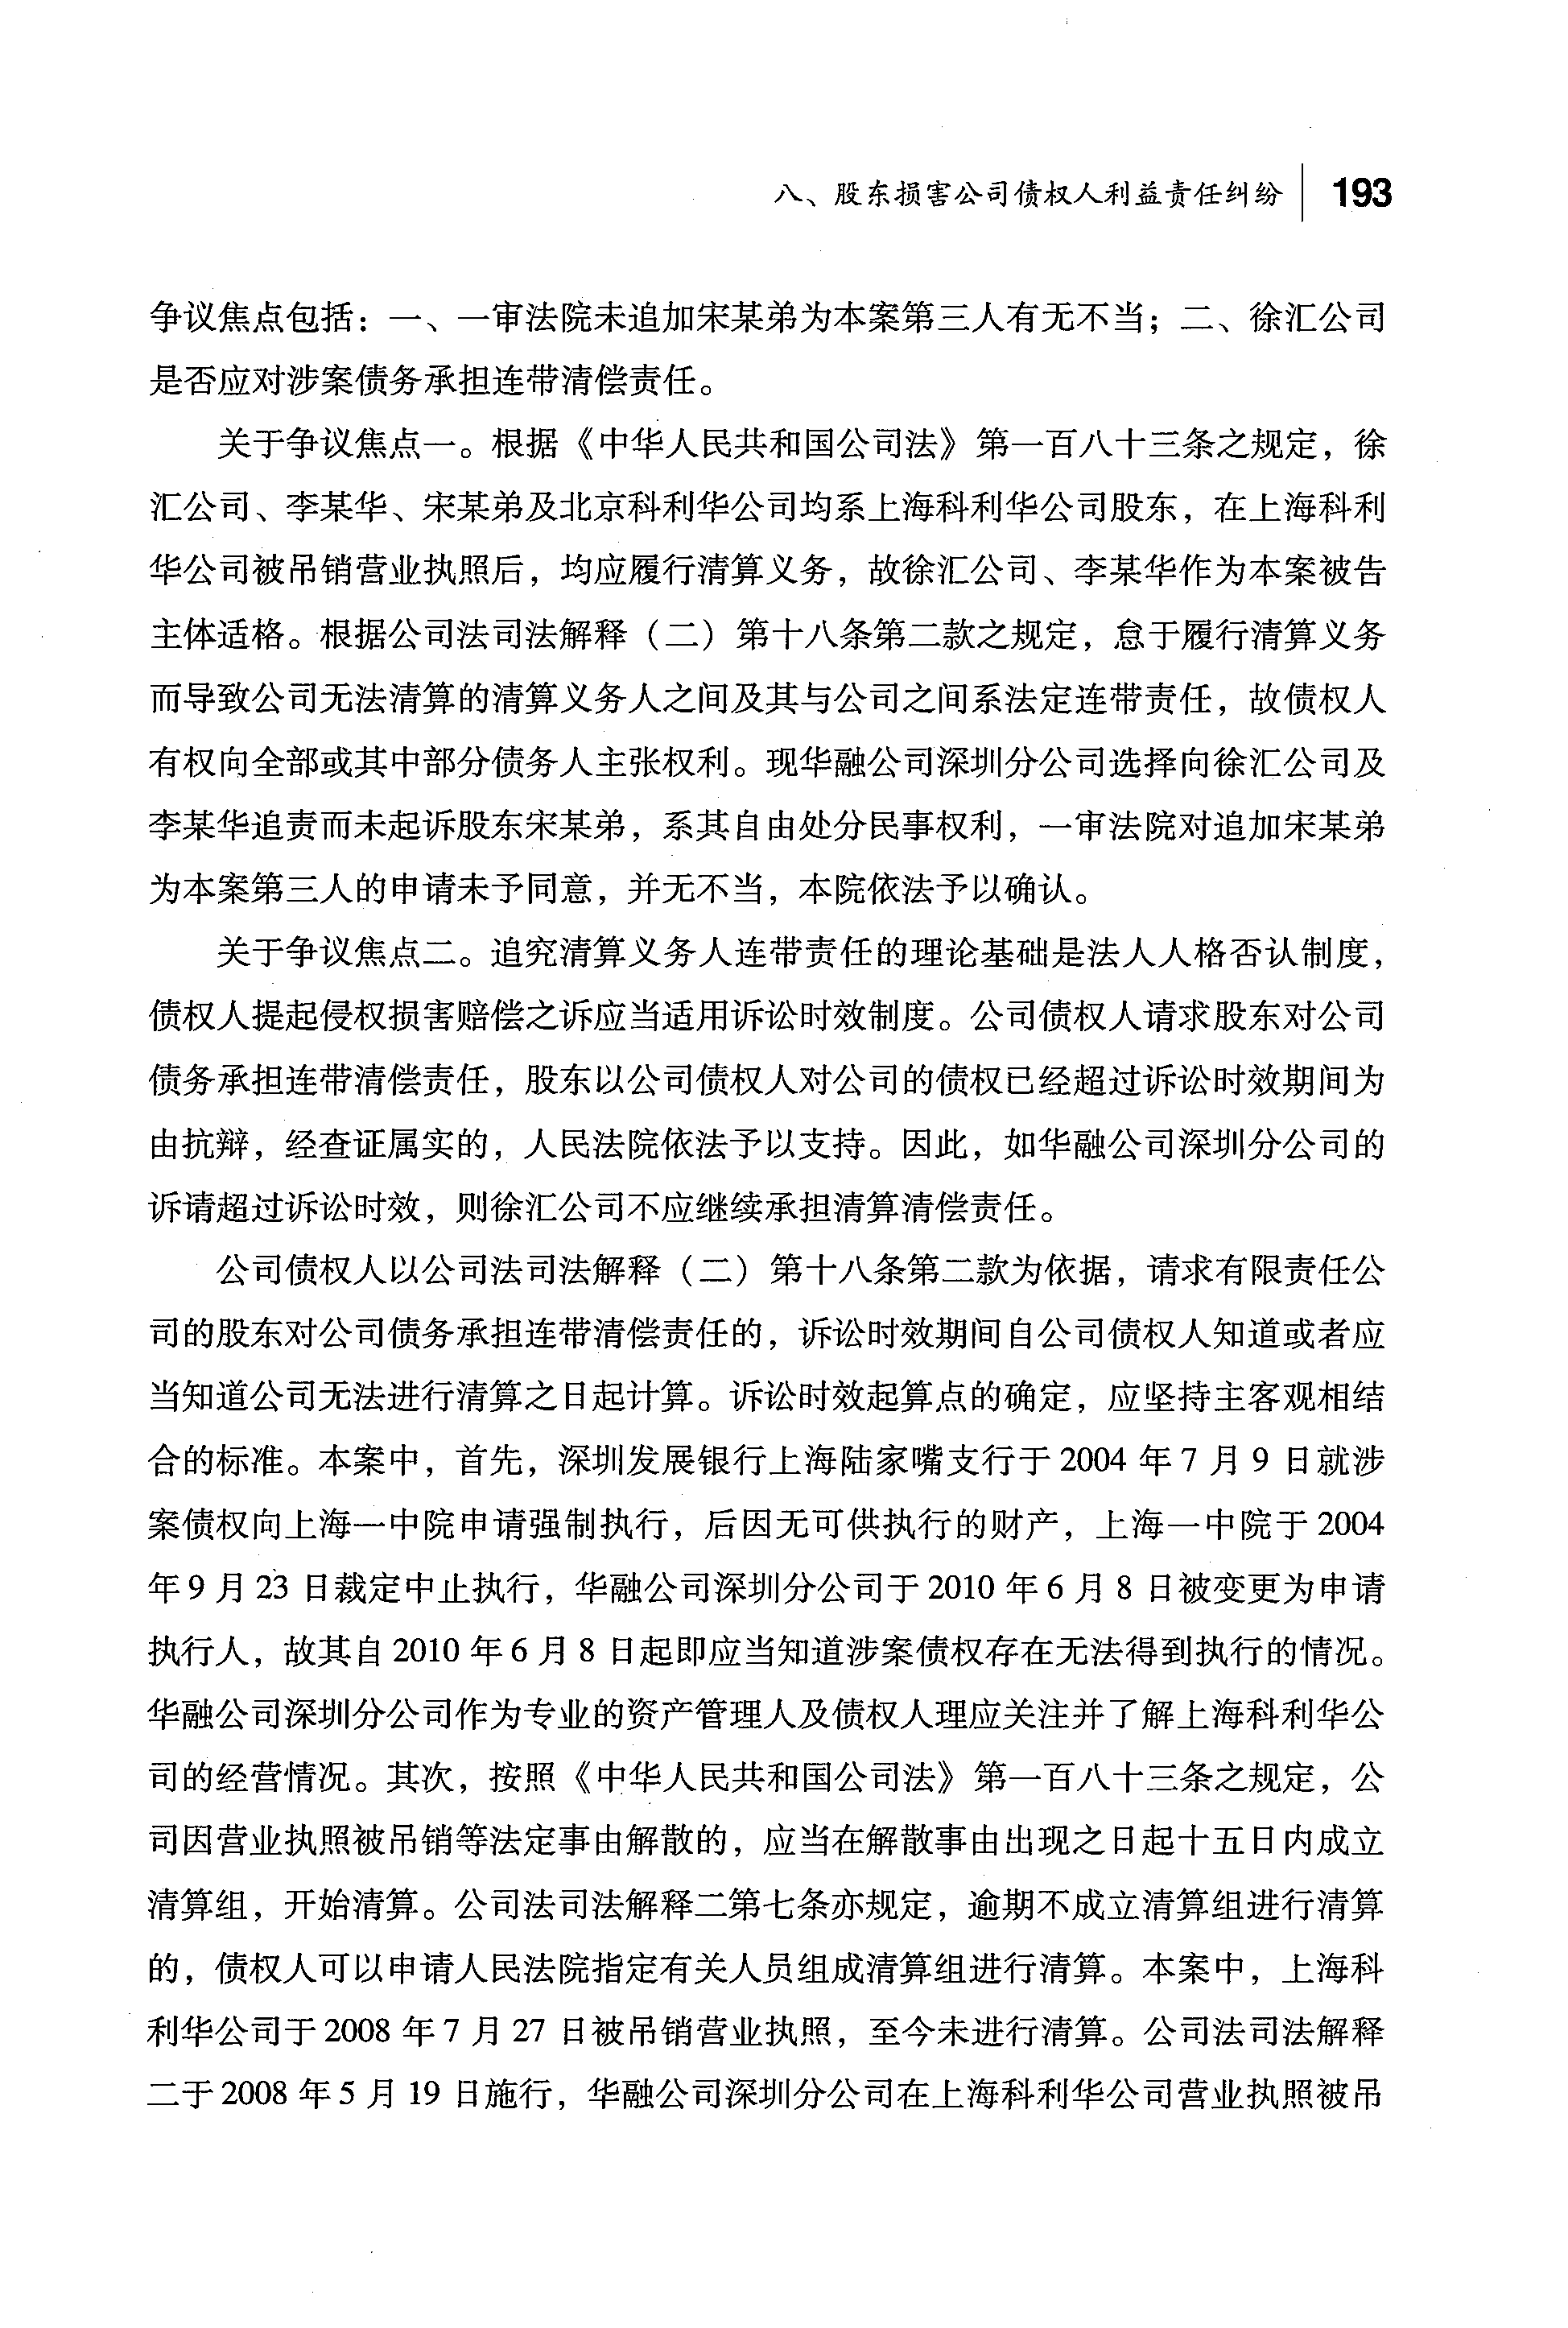 八、股东损害公司债权人利益责任纠纷 193
争议焦点包括：一、一审法院未追加宋某弟为本案第三人有无不当；二、徐汇公司
是否应对涉案债务承担连带清偿责任。
关于争议焦点一。根据《中华人民共和国公司法》第一百八十三条之规定，徐
汇公司、李某华、宋某弟及北京科利华公司均系上海科利华公司股东，在上海科利
华公司被吊销营业执照后，均应履行清算义务，故徐汇公司、李某华作为本案被告
主体适格。根据公司法司法解释（二）第十八条第二款之规定，怠于履行清算义务
而导致公司无法清算的清算义务人之间及其与公司之间系法定连带责任，故债权人
有权向全部或其中部分债务人主张权利。现华融公司深圳分公司选择向徐汇公司及
李某华追责而未起诉股东宋某弟，系其自由处分民事权利，一审法院对追加宋某弟
为本案第三人的申请未予同意，并无不当，本院依法予以确认。
关于争议焦点二。追究清算义务人连带责任的理论基础是法人人格否认制度，
债权人提起侵权损害赔偿之诉应当适用诉讼时效制度。公司债权人请求股东对公司
债务承担连带清偿责任，股东以公司债权人对公司的债权已经超过诉讼时效期间为
由抗辩，经查证属实的，人民法院依法予以支持。因此，如华融公司深圳分公司的
诉请超过诉讼时效，则徐汇公司不应继续承担清算清偿责任。
公司债权人以公司法司法解释（二）第十八条第二款为依据，请求有限责任公
司的股东对公司债务承担连带清偿责任的，诉讼时效期间自公司债权人知道或者应
当知道公司无法进行清算之日起计算。诉讼时效起算点的确定，应坚持主客观相结
合的标准。本案中，首先，深圳发展银行上海陆家嘴支行于 2004 年 7 月 9 日就涉
案债权向上海一中院申请强制执行，后因无可供执行的财产，上海一中院于 2004
年 9 月 23 日裁定中止执行，华融公司深圳分公司于 2010 年 6 月 8 日被变更为申请
执行人，故其自 2010 年 6 月 8 日起即应当知道涉案债权存在无法得到执行的情况。
华融公司深圳分公司作为专业的资产管理人及债权人理应关注并了解上海科利华公
司的经营情况。其次，按照《中华人民共和国公司法》第一百八十三条之规定，公
司因营业执照被吊销等法定事由解散的，应当在解散事由出现之日起十五日内成立
清算组，开始清算。公司法司法解释二第七条亦规定，逾期不成立清算组进行清算
的，债权人可以申请人民法院指定有关人员组成清算组进行清算。本案中，上海科
利华公司于 2008 年 7 月 27 日被吊销营业执照，至今未进行清算。公司法司法解释
二于 2008 年 5 月 19 日施行，华融公司深圳分公司在上海科利华公司营业执照被吊